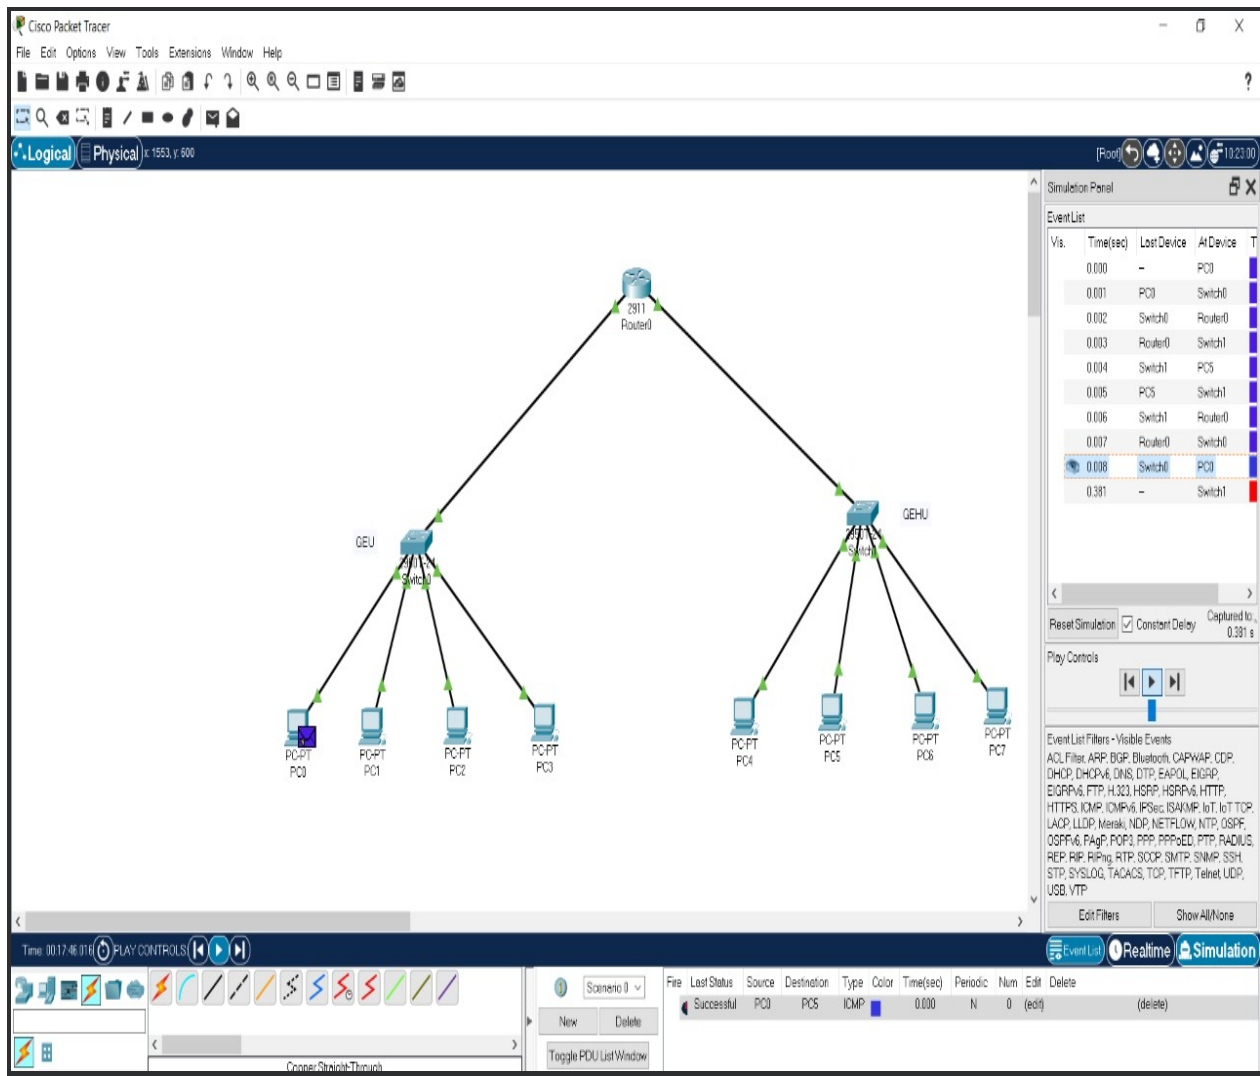 Cisco Packet Tracer
File Edit Options View Tools Extensions Window Help
?
Logical Physical x: 1553, y: 600 [Root] 10:23:00
Simulation Panel
Event List
Vis. Time(sec) Last Device At Device T
0.000 -- PC0
0.001 PC0 Switch0
0.002 Switch0 Router0
0.003 Router0 Switch1
0.004 Switch1 PC5
0.005 PC5 Switch1
0.006 Switch1 Router0
0.007 Router0 Switch0
0.008 Switch0 PC0
0.381 -- Switch1
Reset Simulation Constant Delay Captured to:
0.381 s
Play Controls
Event List Filters - Visible Events
ACL Filter, ARP, BGP, Bluetooth, CAPWAP, CDP,
DHCP, DHCPv6, DNS, DTP, EAPOL, EIGRP,
EIGRPv6, FTP, H.323, HSRP, HSRPv6, HTTP,
HTTPS, ICMP, ICMPv6, IPSec, ISAKMP, IoT, IoT TCP,
LACP, LLDP, Meraki, NDP, NETFLOW, NTP, OSPF,
OSPFv6, PAgP, POP3, PPP, PPPoED, PTP, RADIUS,
REP, RIP, RIPng, RTP, SCCP, SMTP, SNMP, SSH,
STP, SYSLOG, TACACS, TCP, TFTP, Telnet, UDP,
USB, VTP
Edit Filters Show All/None
2911
Router0
GEU
Switch0
GEHU
PC-PT
PC0
PC-PT
PC1
PC-PT
PC2
PC-PT
PC3
PC-PT
PC4
PC-PT
PC5
PC-PT
PC6
PC-PT
PC7
Time: 00:17:46.016 PLAY CONTROLS:
Event List Realtime Simulation
Scenario 0
New Delete
Toggle PDU List Window
Fire Last Status Source Destination Type Color Time(sec) Periodic Num Edit Delete
Successful PC0 PC5 ICMP 0.000 N 0 (edit) (delete)
Copper Straight-Through